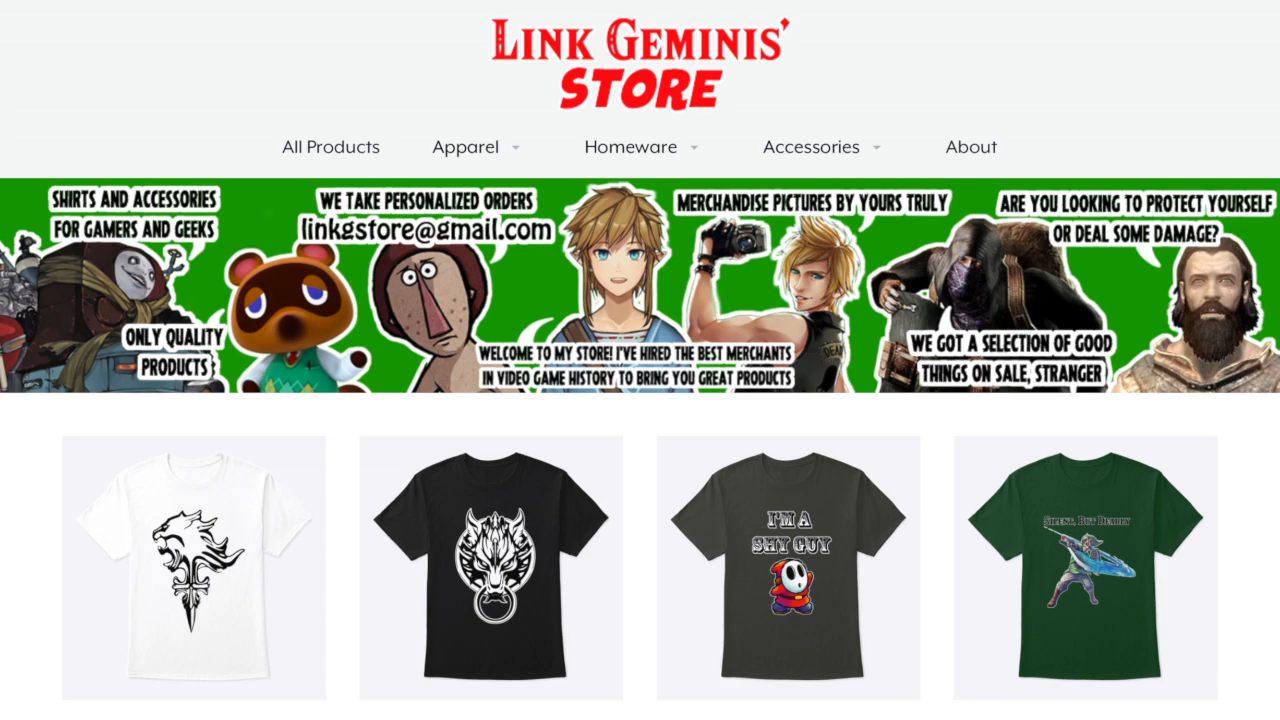 LINK GEMINIS'
STORE
All Products
Apparel
Homeware
Accessories
About
SHIRTS AND ACCESSORIES
FOR GAMERS AND GEEKS
ONLY QUALITY
PRODUCTS
WE TAKE PERSONALIZED ORDERS
linkgstore@gmail.com
WELCOME TO MY STORE! I'VE HIRED THE BEST MERCHANTS
IN VIDEO GAME HISTORY TO BRING YOU GREAT PRODUCTS
MERCHANDISE PICTURES BY YOURS TRULY
WE GOT A SELECTION OF GOOD
THINGS ON SALE, STRANGER
ARE YOU LOOKING TO PROTECT YOURSELF
OR DEAL SOME DAMAGE?
I'M A
SHY GUY
SILENT, BUT DEADLY